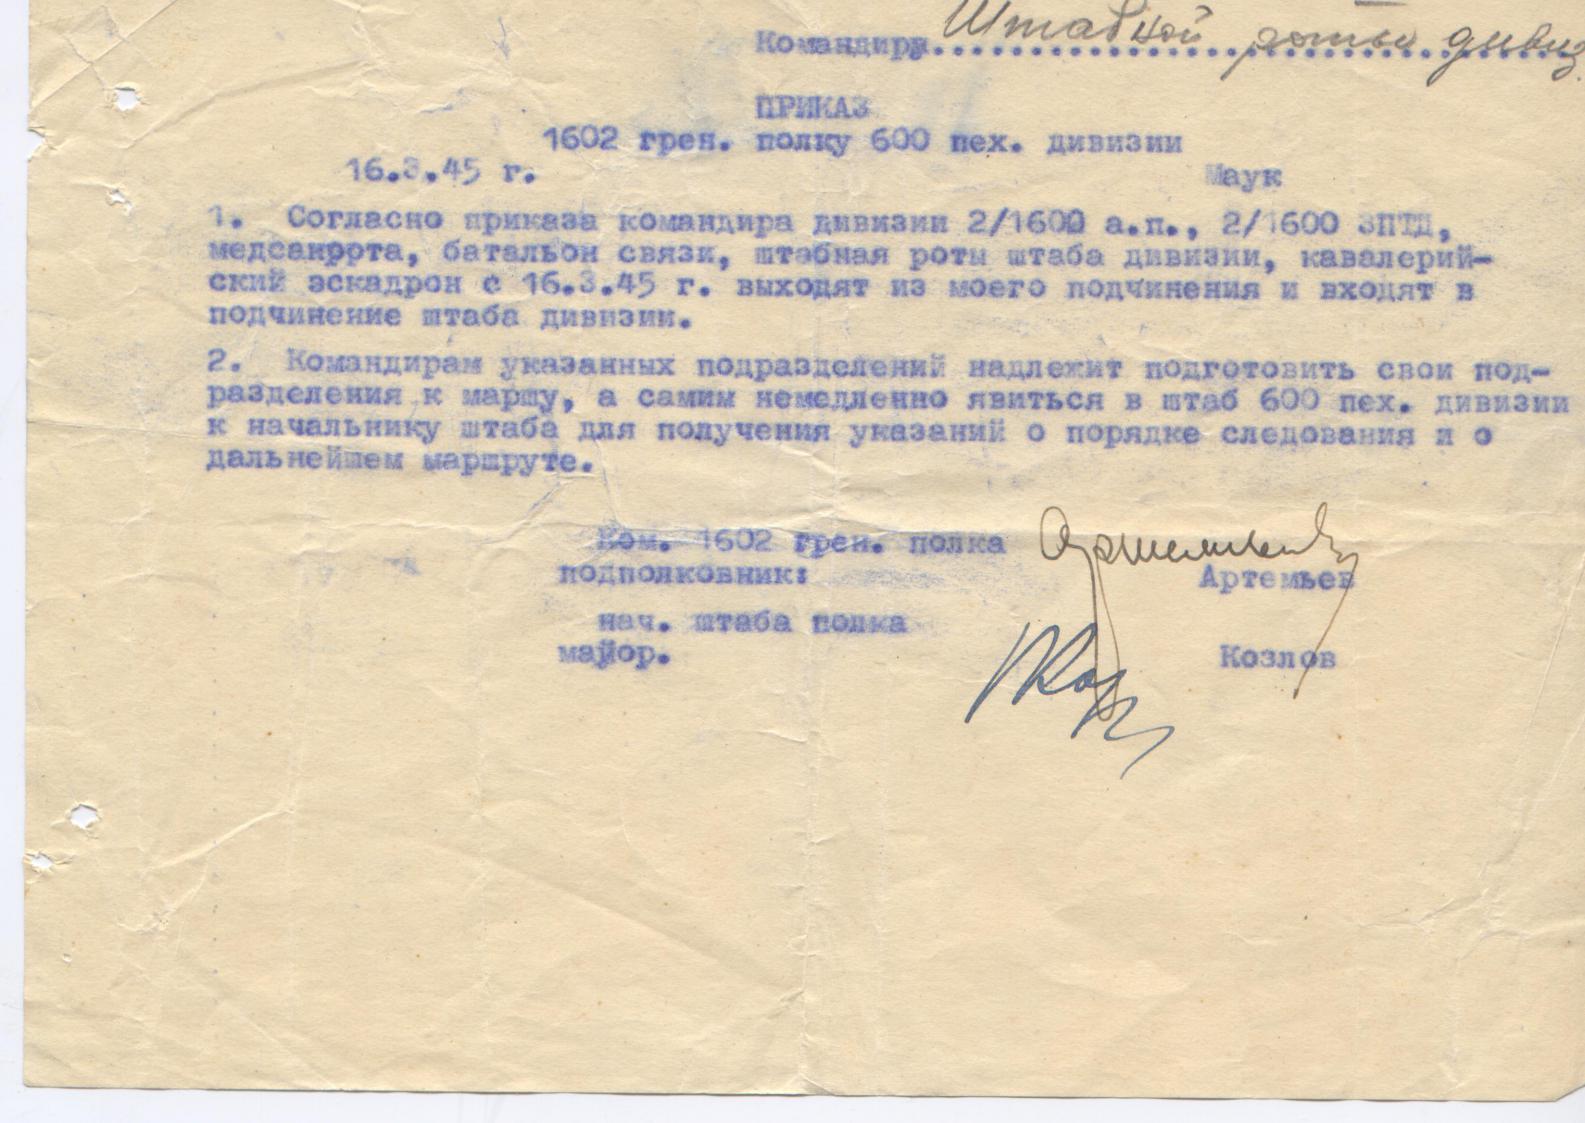 Командиру..... Штабной роты дивиз.
ПРИКАЗ
1602 грен. полку 600 пех. дивизии
16.3.45 г. Маук
1. Согласно приказа командира дивизии 2/1600 а.п., 2/1600 ЗПТД,
медсанрота, батальон связи, штабная роты штаба дивизии, кавалерий-
ский эскадрон с 16.3.45 г. выходят из моего подчинения и входят в
подчинение штаба дивизии.
2. Командирам указанных подразделений надлежит подготовить свои под-
разделения к маршу, а самим немедленно явиться в штаб 600 пех. дивизии
к начальнику штаба для получения указаний о порядке следования и о
дальнейшем маршруте.
Ком. 1602 грен. полка
подполковник: Артемьев
нач. штаба полка
майор. Козлов